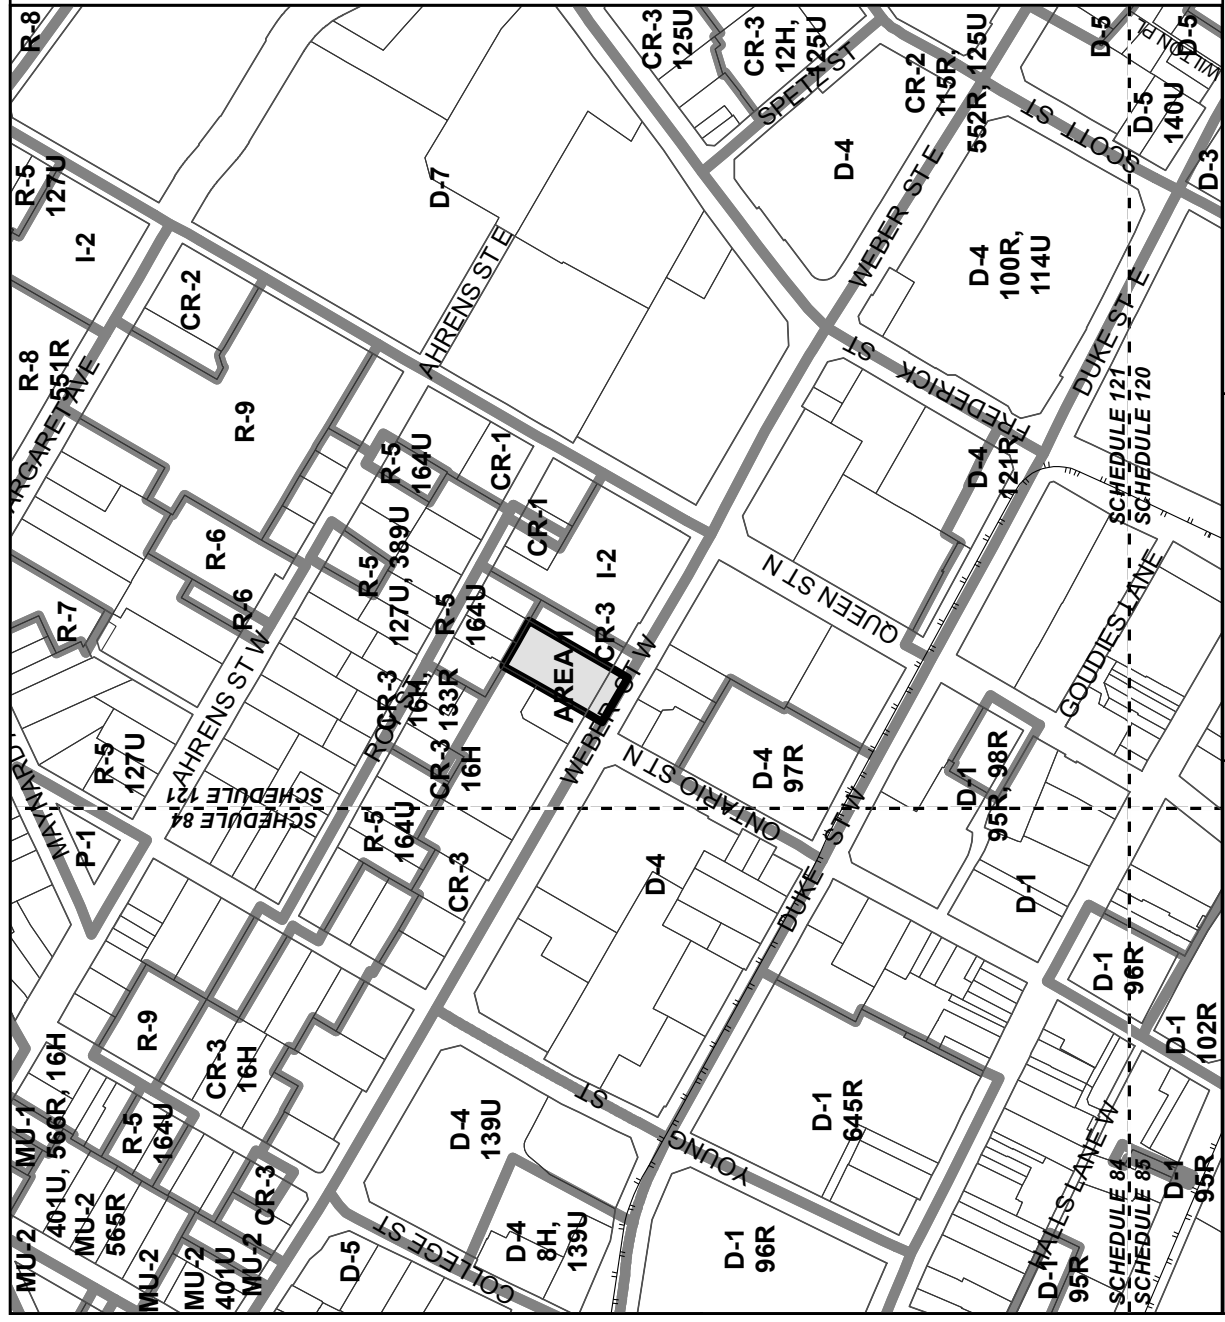 R-8
CR-3
125U
CR-3
12H,
125U
SPETZ ST
CR-2
115R,
552R, 125U
D-5
D-5
WILTON PL
D-5
140U
SCOTT ST
D-3
R-5
127U
I-2
D-7
D-4
WEBER ST E
D-4
100R,
114U
CR-2
AHRENS ST E
DUKE ST E
R-8
551R
R-9
FREDERICK ST
SCHEDULE 121
SCHEDULE 120
R-5
164U
CR-1
D-4
121R
CR-1
R-6
R-5
127U, 389U
I-2
QUEEN ST N
R-7
R-6
R-5
164U
CR-3
AREA 1
WEBER ST W
GOUDIES LANE
AHRENS ST W
CR-3
16H,
133R
R-5
127U
CR-3
16H
D-4
97R
ONTARIO ST N
D-1
95R, 98R
SCHEDULE 121
SCHEDULE 84
P-1
R-5
164U
CR-3
D-4
DUKE ST W
D-1
D-1
96R
R-9
CR-3
16H
D-1
102R
MU-1
401U, 566R, 16H
R-5
164U
D-4
139U
YOUNG ST
D-1
645R
HALLS LANE W
D-1
95R
MU-2
MU-2
565R
CR-3
MU-2
MU-2
401U
MU-2
D-5
COLLEGE ST
D-4
8H,
139U
D-1
96R
D-1
95R
SCHEDULE 84
SCHEDULE 85